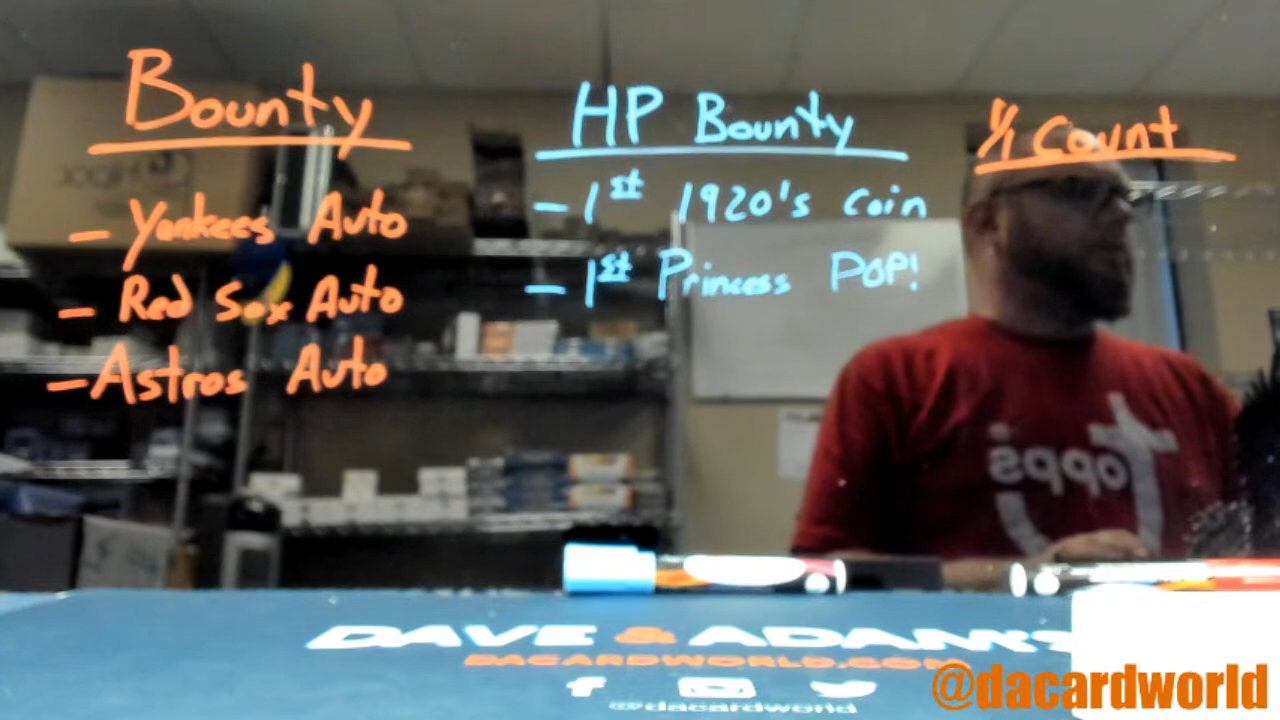 Bounty
- Yankees Auto
- Red Sox Auto
- Astros Auto
HP Bounty
- 1st 1920's coin
- 1st Princess POP!
1/1 Count
Topps
DAVE & ADAM'S
DACARDWORLD.COM
@dacardworld
@dacardworld